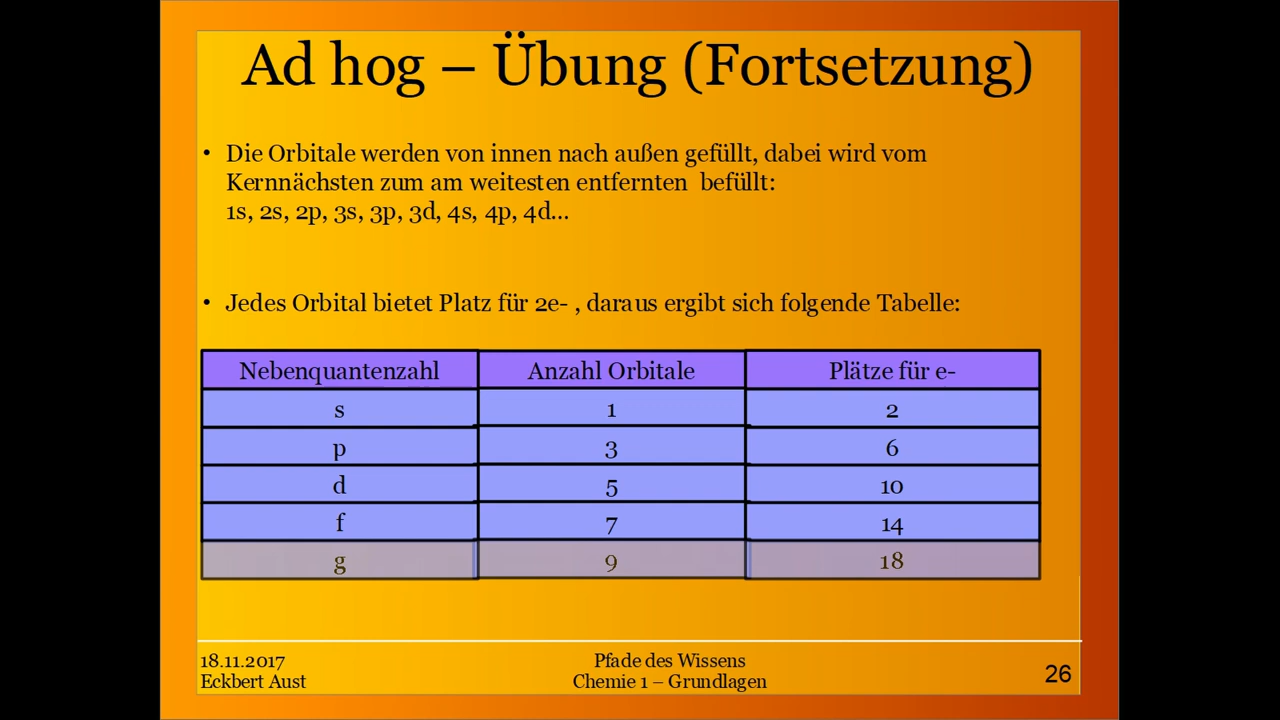 Ad hog – Übung (Fortsetzung)
• Die Orbitale werden von innen nach außen gefüllt, dabei wird vom
Kernnächsten zum am weitesten entfernten befüllt:
1s, 2s, 2p, 3s, 3p, 3d, 4s, 4p, 4d...
• Jedes Orbital bietet Platz für 2e- , daraus ergibt sich folgende Tabelle:
Nebenquantenzahl Anzahl Orbitale Plätze für e-
s 1 2
p 3 6
d 5 10
f 7 14
g 9 18
18.11.2017 Pfade des Wissens
Eckbert Aust Chemie 1 – Grundlagen 26